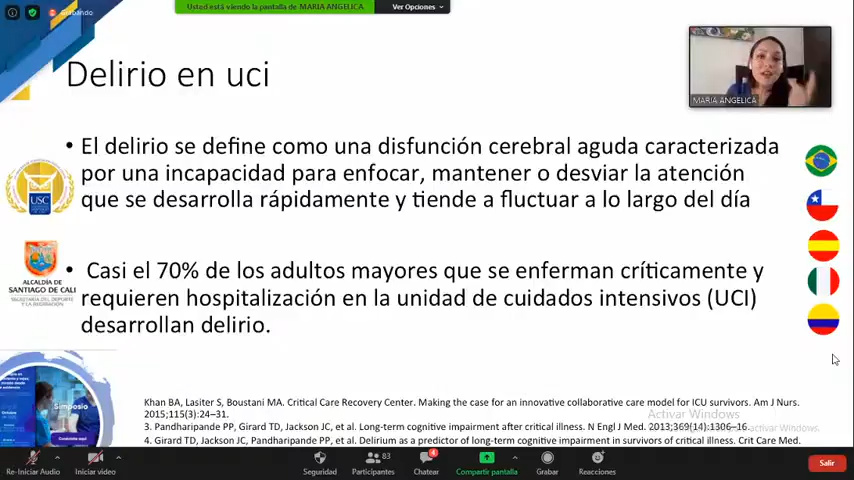 Grabando
Usted está viendo la pantalla de MARIA ANGELICA
Ver Opciones
Delirio en uci
MARIA ANGELICA
• El delirio se define como una disfunción cerebral aguda caracterizada
por una incapacidad para enfocar, mantener o desviar la atención
que se desarrolla rápidamente y tiende a fluctuar a lo largo del día
USC
• Casi el 70% de los adultos mayores que se enferman críticamente y
requieren hospitalización en la unidad de cuidados intensivos (UCI)
desarrollan delirio.
ALCALDÍA DE
SANTIAGO DE CALI
SECRETARÍA DEL DEPORTE
Y LA RECREACIÓN
Simposio
Khan BA, Lasiter S, Boustani MA. Critical Care Recovery Center. Making the case for an innovative collaborative care model for ICU survivors. Am J Nurs.
2015;115(3):24–31.
3. Pandharipande PP, Girard TD, Jackson JC, et al. Long-term cognitive impairment after critical illness. N Engl J Med. 2013;369(14):1306–16.
4. Girard TD, Jackson JC, Pandharipande PP, et al. Delirium as a predictor of long-term cognitive impairment in survivors of critical illness. Crit Care Med.
Activar Windows
activar Windows.
83
4
Re-Iniciar Audio
Iniciar video
Seguridad
Participantes
Chatear
Compartir pantalla
Grabar
Reacciones
Salir